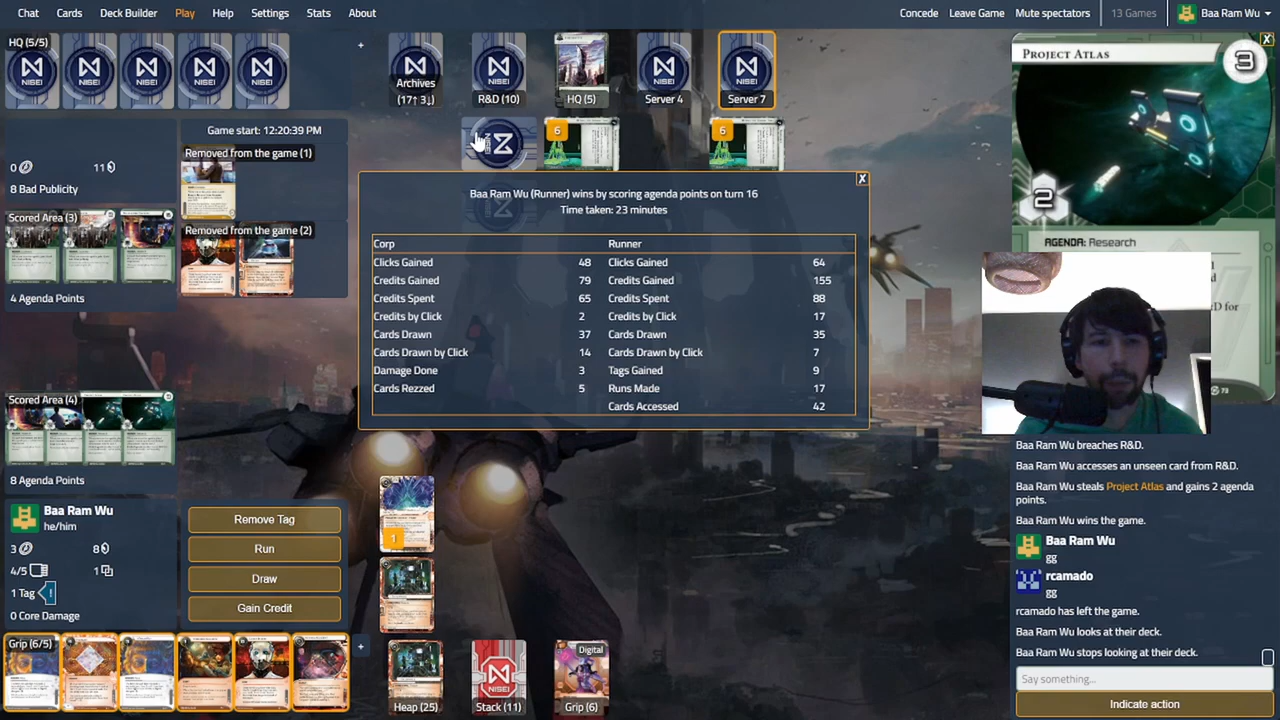 Chat Cards Deck Builder Play Help Settings Stats About
Concede Leave Game Mute spectators 13 Games Baa Ram Wu
HQ (5/5)
NISEI NISEI NISEI NISEI NISEI
NISEI NISEI NISEI NISEI
Archives
(17↑ 3↓) R&D (10) HQ (5) Server 4 Server 7
PROJECT ATLAS
3
2
AGENDA: Research
Game start: 12:20:39 PM
Removed from the game (1)
0 11
8 Bad Publicity
Scored Area (3)
4 Agenda Points
Removed from the game (2)
6 6
X
Ram Wu (Runner) wins by scoring agenda points on turn 16
Time taken: 23 minutes
Corp Runner
Clicks Gained 48 Clicks Gained 64
Credits Gained 79 Credits Gained 155
Credits Spent 65 Credits Spent 88
Credits by Click 2 Credits by Click 17
Cards Drawn 37 Cards Drawn 35
Cards Drawn by Click 14 Cards Drawn by Click 7
Damage Done 3 Tags Gained 9
Cards Rezzed 5 Runs Made 17
Cards Accessed 42
Scored Area (4)
8 Agenda Points
Baa Ram Wu
he/him
3 8
4/5 1
1 Tag !
0 Core Damage
Remove Tag
Run
Draw
Gain Credit
1
Grip (6/5)
Heap (25) Stack (11) Grip (6)
NISEI
Digital
Baa Ram Wu breaches R&D.
Baa Ram Wu accesses an unseen card from R&D.
Baa Ram Wu steals Project Atlas and gains 2 agenda
points.
Baa Ram Wu wins the game.
Baa Ram Wu
gg
rcamado
gg
rcamado has left the game.
Baa Ram Wu looks at their deck.
Baa Ram Wu stops looking at their deck.
Say something...
Indicate action